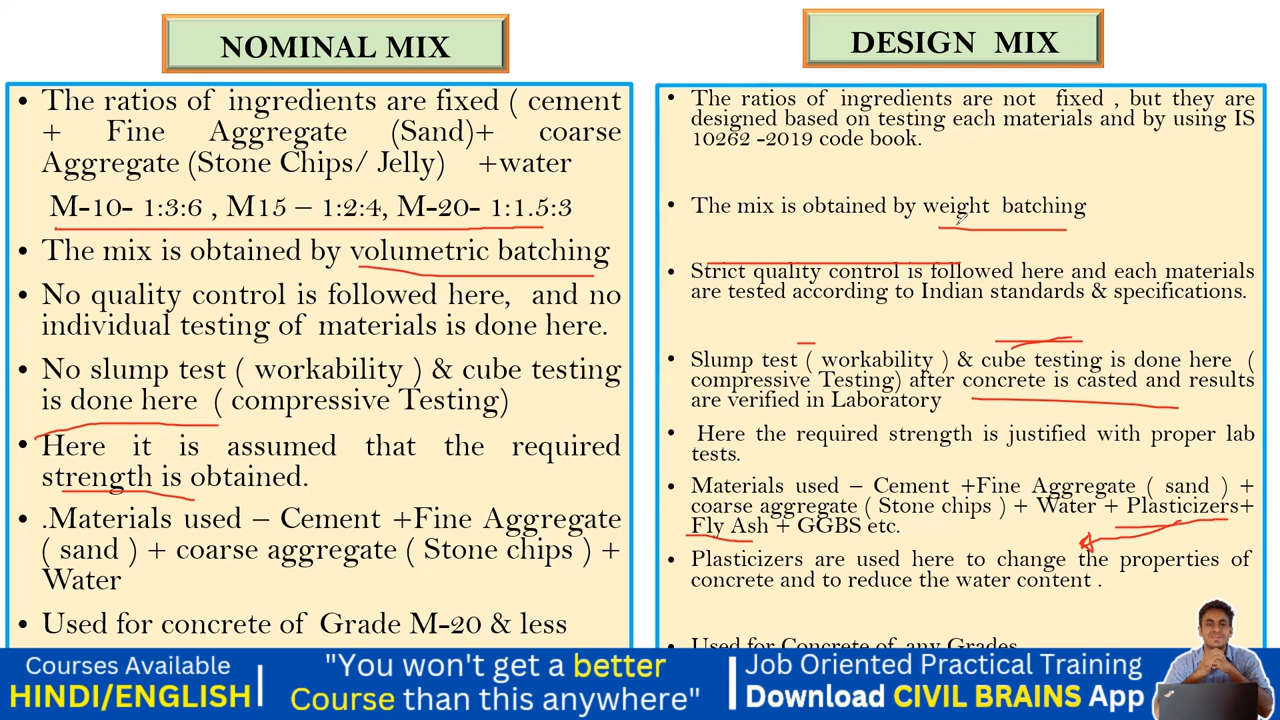 NOMINAL MIX
• The ratios of ingredients are fixed ( cement
+ Fine Aggregate (Sand)+ coarse
Aggregate (Stone Chips/ Jelly) +water
M-10- 1:3:6 , M15 – 1:2:4, M-20- 1:1.5:3
• The mix is obtained by volumetric batching
• No quality control is followed here, and no
individual testing of materials is done here.
• No slump test ( workability ) & cube testing
is done here ( compressive Testing)
• Here it is assumed that the required
strength is obtained.
• .Materials used – Cement +Fine Aggregate
( sand ) + coarse aggregate ( Stone chips ) +
Water
• Used for concrete of Grade M-20 & less
DESIGN MIX
• The ratios of ingredients are not fixed , but they are
designed based on testing each materials and by using IS
10262 -2019 code book.
• The mix is obtained by weight batching
• Strict quality control is followed here and each materials
are tested according to Indian standards & specifications.
• Slump test ( workability ) & cube testing is done here (
compressive Testing) after concrete is casted and results
are verified in Laboratory
• Here the required strength is justified with proper lab
tests.
• Materials used – Cement +Fine Aggregate ( sand ) +
coarse aggregate ( Stone chips ) + Water + Plasticizers+
Fly Ash + GGBS etc.
• Plasticizers are used here to change the properties of
concrete and to reduce the water content .
• Used for Concrete of any Grades
Courses Available
HINDI/ENGLISH
"You won't get a better
Course than this anywhere"
Job Oriented Practical Training
Download CIVIL BRAINS App